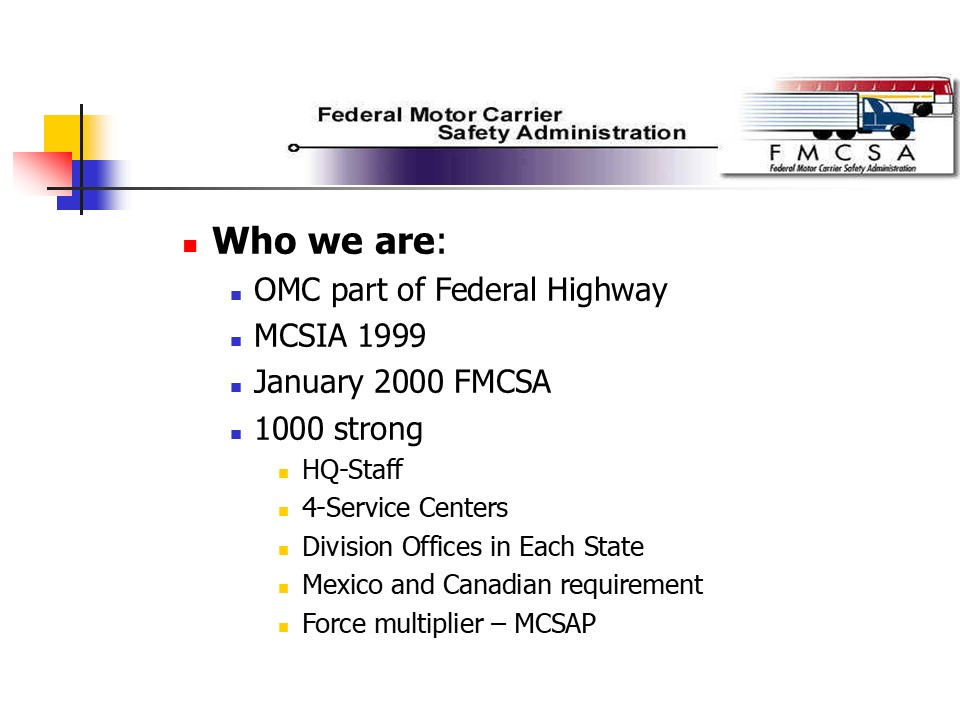 Federal Motor Carrier
Safety Administration
F M C S A
Federal Motor Carrier Safety Administration
Who we are:
OMC part of Federal Highway
MCSIA 1999
January 2000 FMCSA
1000 strong
HQ-Staff
4-Service Centers
Division Offices in Each State
Mexico and Canadian requirement
Force multiplier – MCSAP